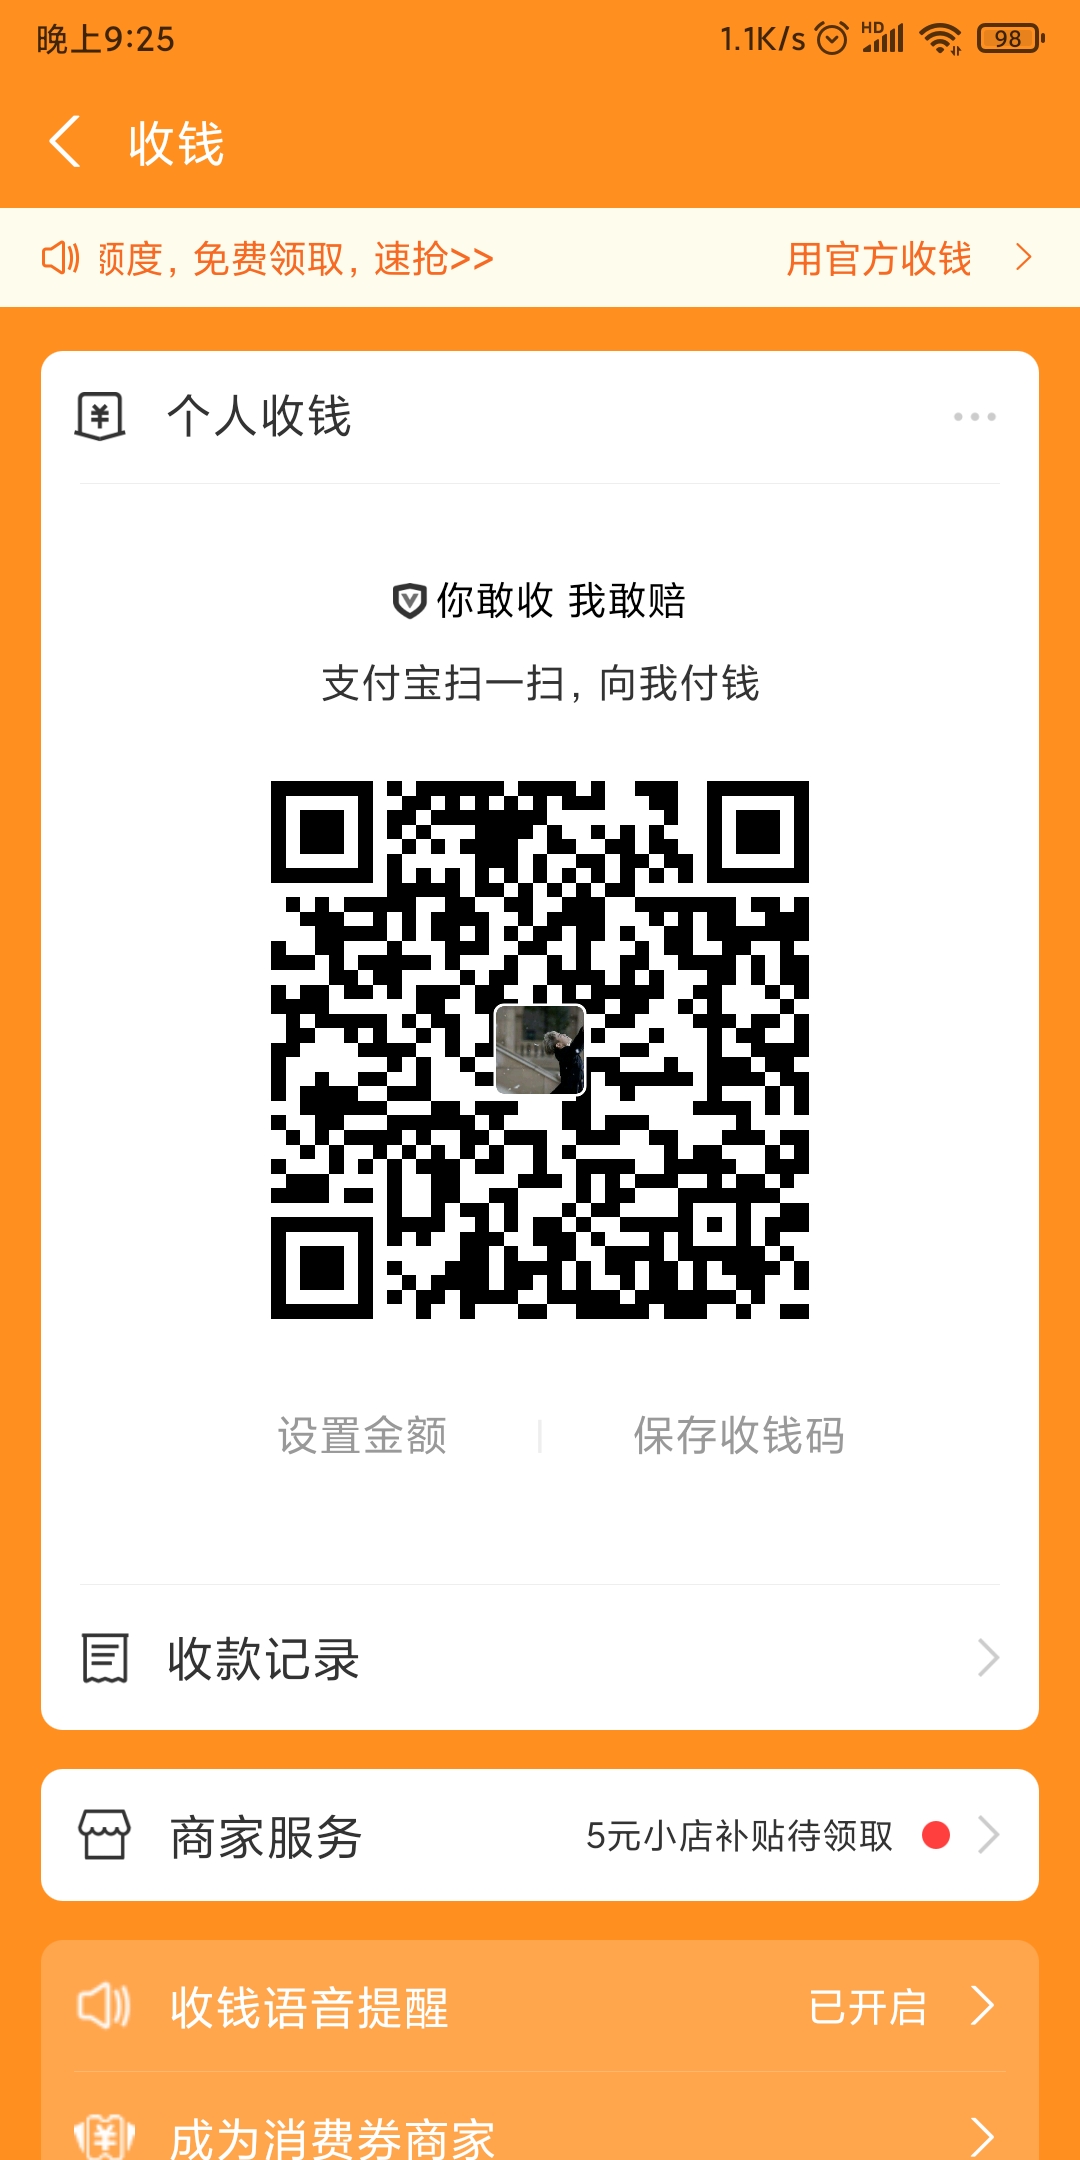 晚上9:25
1.1K/s HD 98
收钱
额度，免费领取，速抢>> 用官方收钱
个人收钱
你敢收 我敢赔
支付宝扫一扫，向我付钱
设置金额 保存收钱码
收款记录
商家服务 5元小店补贴待领取
收钱语音提醒 已开启
成为消费券商家